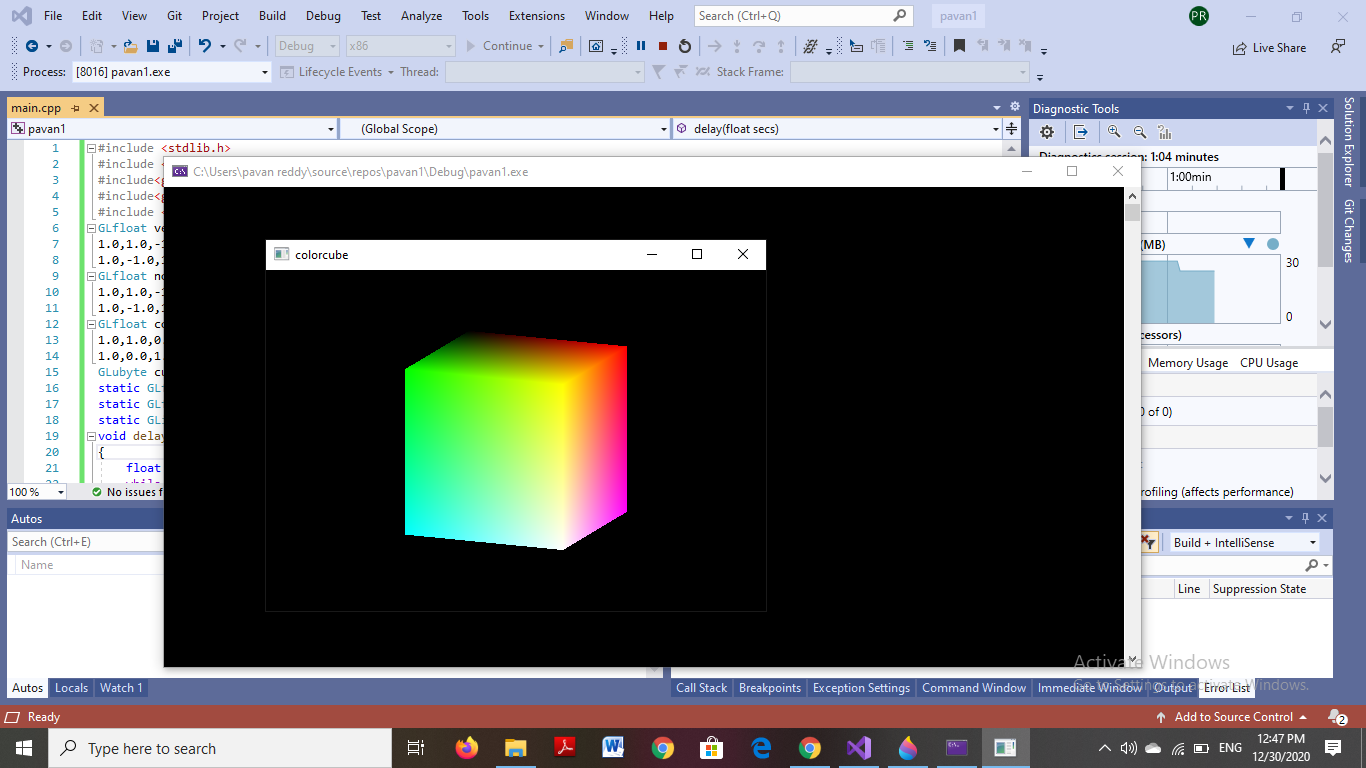 File Edit View Git Project Build Debug Test Analyze Tools Extensions Window Help Search (Ctrl+Q) pavan1 PR
Debug x86 Continue Live Share
Process: [8016] pavan1.exe Lifecycle Events Thread: Stack Frame:
main.cpp
pavan1 (Global Scope) delay(float secs)
1 #include <stdlib.h>
2 #include <
3 #include<g
4 #include<g
5 #include <
6 GLfloat ve
7 1.0,1.0,-1
8 1.0,-1.0,1
9 GLfloat no
10 1.0,1.0,-1
11 1.0,-1.0,1
12 GLfloat co
13 1.0,1.0,0.
14 1.0,0.0,1.
15 GLubyte cu
16 static GLf
17 static GLf
18 static GLi
19 void delay
20 {
21 float
100 % No issues f
C:\Users\pavan reddy\source\repos\pavan1\Debug\pavan1.exe
colorcube
Diagnostic Tools
Diagnostics session: 1:04 minutes
1:00min
(MB)
30
0
cessors)
Memory Usage CPU Usage
0 of 0)
rofiling (affects performance)
Solution Explorer
Git Changes
Autos
Search (Ctrl+E)
Name
Autos Locals Watch 1
Build + IntelliSense
Line Suppression State
Call Stack Breakpoints Exception Settings Command Window Immediate Window Output Error List
Activate Windows
Go to Settings to activate Windows.
Ready Add to Source Control 2
Type here to search
ENG 12:47 PM
12/30/2020